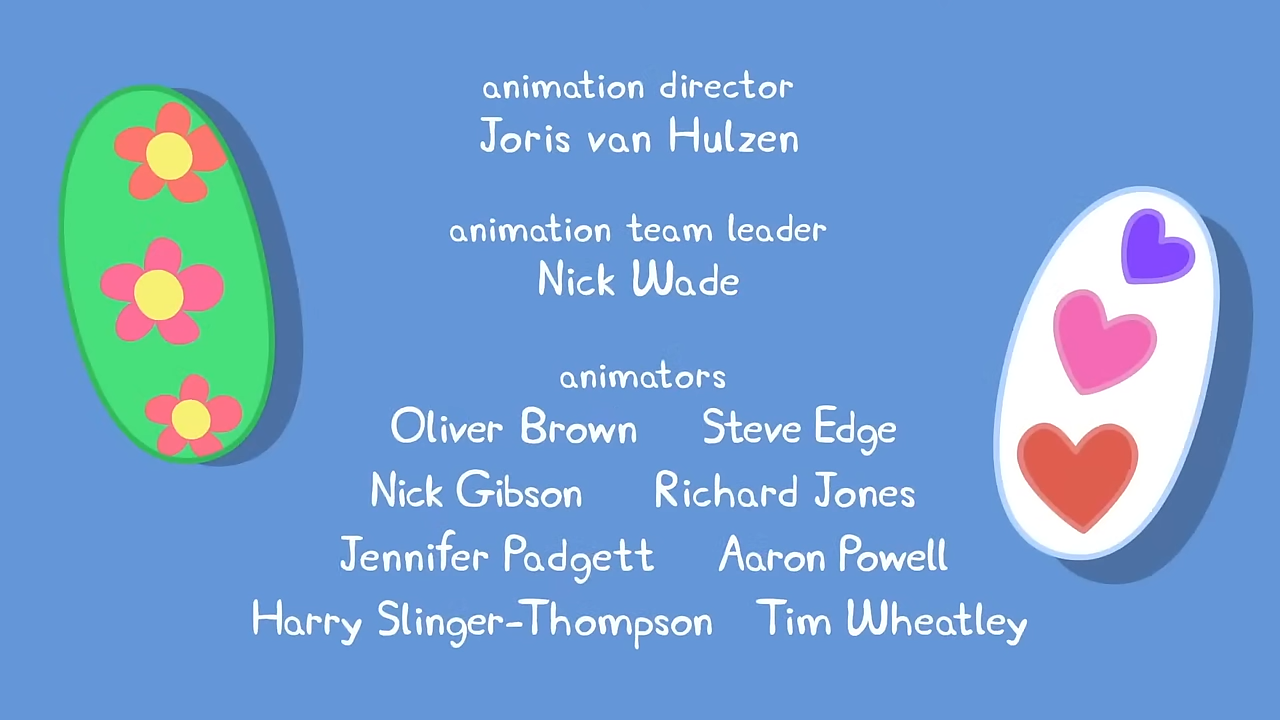 animation director
Joris van Hulzen
animation team leader
Nick Wade
animators
Oliver Brown Steve Edge
Nick Gibson Richard Jones
Jennifer Padgett Aaron Powell
Harry Slinger-Thompson Tim Wheatley